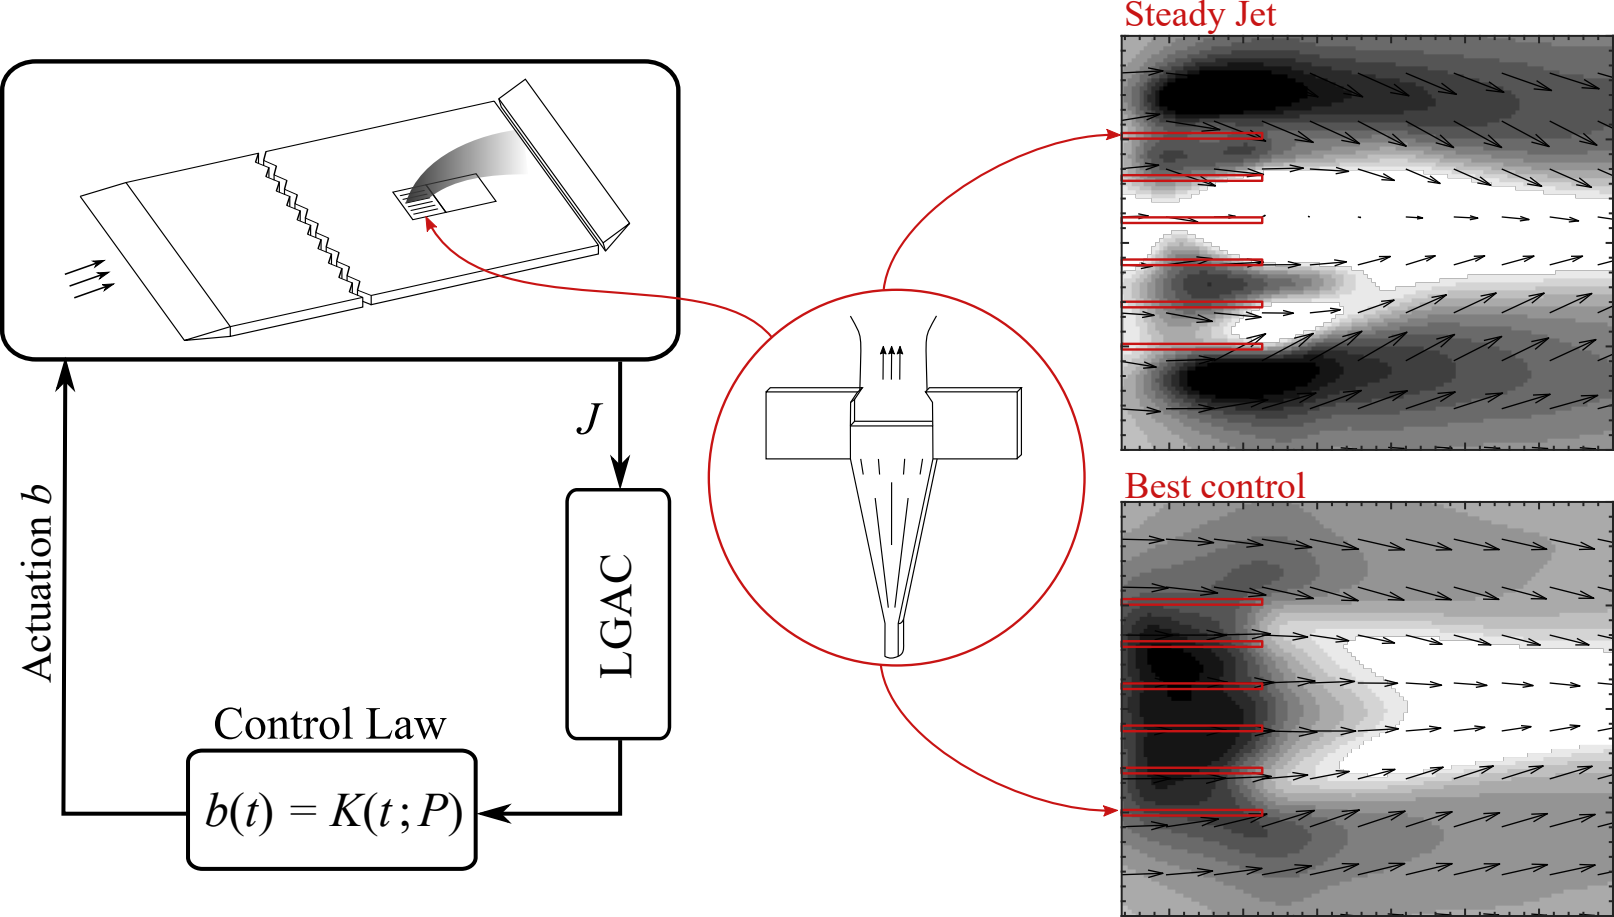 Steady Jet
J
Actuation b
LGAC
Best control
Control Law
b(t) = K(t;P)